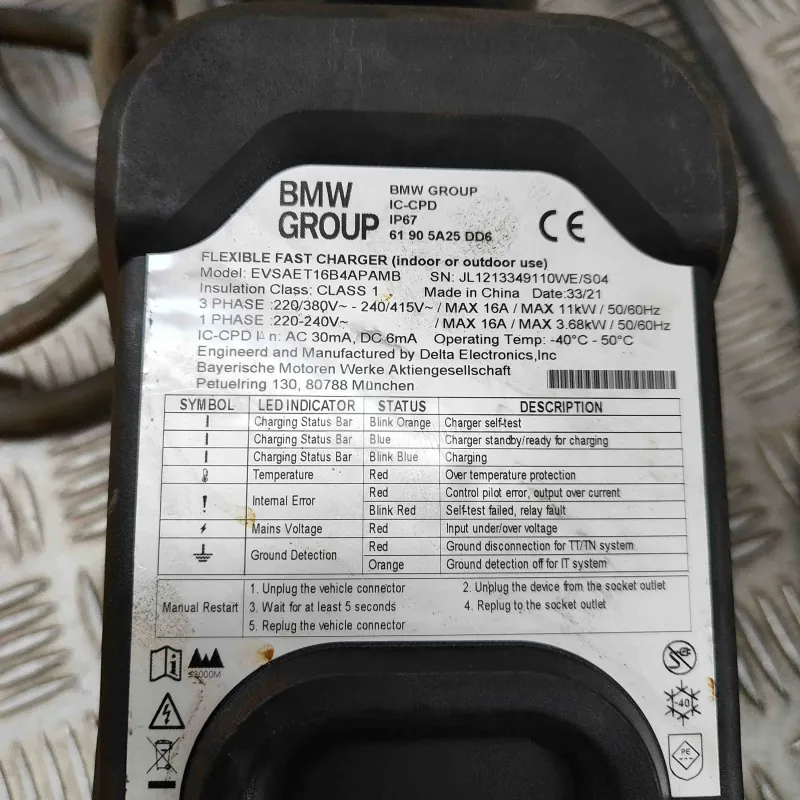 BMW
GROUP
BMW GROUP
IC-CPD
IP67
61 90 5A25 DD6
CE
FLEXIBLE FAST CHARGER (indoor or outdoor use)
Model: EVSAET16B4APAMB SN: JL1213349110WE/S04
Insulation Class: CLASS 1 Made in China Date:33/21
3 PHASE :220/380V~ - 240/415V~ / MAX 16A / MAX 11kW / 50/60Hz
1 PHASE :220-240V~ / MAX 16A / MAX 3.68kW / 50/60Hz
IC-CPD I∆n: AC 30mA, DC 6mA Operating Temp: -40°C - 50°C
Engineerd and Manufactured by Delta Electronics,Inc
Bayerische Motoren Werke Aktiengesellschaft
Petuelring 130, 80788 München
SYMBOL LED INDICATOR STATUS DESCRIPTION
Charging Status Bar Blink Orange Charger self-test
Charging Status Bar Blue Charger standby/ready for charging
Charging Status Bar Blink Blue Charging
Temperature Red Over temperature protection
! Internal Error Red Control pilot error, output over current
Blink Red Self-test failed, relay fault
Mains Voltage Red Input under/over voltage
Ground Detection Red Ground disconnection for TT/TN system
Orange Ground detection off for IT system
Manual Restart
1. Unplug the vehicle connector 2. Unplug the device from the socket outlet
3. Wait for at least 5 seconds 4. Replug to the socket outlet
5. Replug the vehicle connector
-40
PE